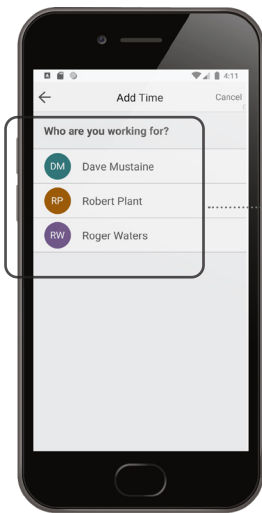 4:11
Add Time
Cancel
Who are you working for?
DM Dave Mustaine
RP Robert Plant
RW Roger Waters